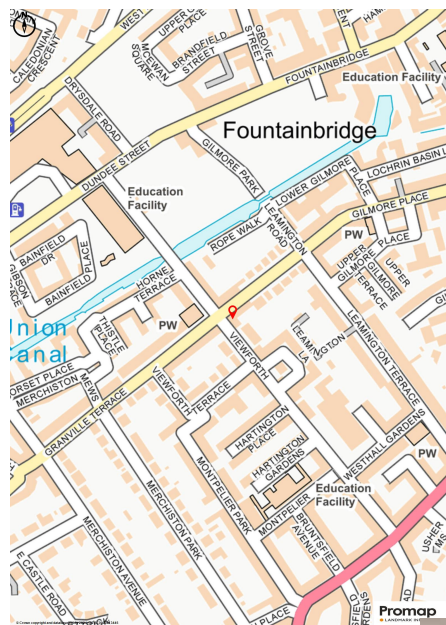 CALEDONIAN
CRESCENT
WEST
UPPER
MCEWAN
SQUARE
BRANDFIELD
STREET
GROVE
STREET
FOUNTAINBRIDGE
Education Facility
DRYSDALE ROAD
DUNDEE STREET
Fountainbridge
GILMORE PARK
LOWER GILMORE
PLACE
LOCHRIN BASIN
Education
Facility
LEAMINGTON
ROAD
GILMORE PLACE
ROPE WALK
PW
UPPER
GILMORE PLACE
UPPER
GILMORE
TERRACE
BAINFIELD
DR
BAINFIELD
PLACE
GIBSON
HORNE
TERRACE
Union
Canal
THISTLE
PLACE
PW
VIEWFORTH
LEAMINGTON
LA
LEAMINGTON TERRACE
DORSET PLACE
MERCHISTON
MEWS
GRANVILLE TERRACE
VIEWFORTH
TERRACE
HARTINGTON
PLACE
HARTINGTON
GARDENS
WESTHALL GARDENS
PW
MONTPELIER PARK
MERCHISTON PARK
Education
Facility
MONTPELIER
BRUNTSFIELD
AVENUE
MERCHISTON AVENUE
E CASTLE ROAD
PLACE
USHER
Promap
LANDMARK IN